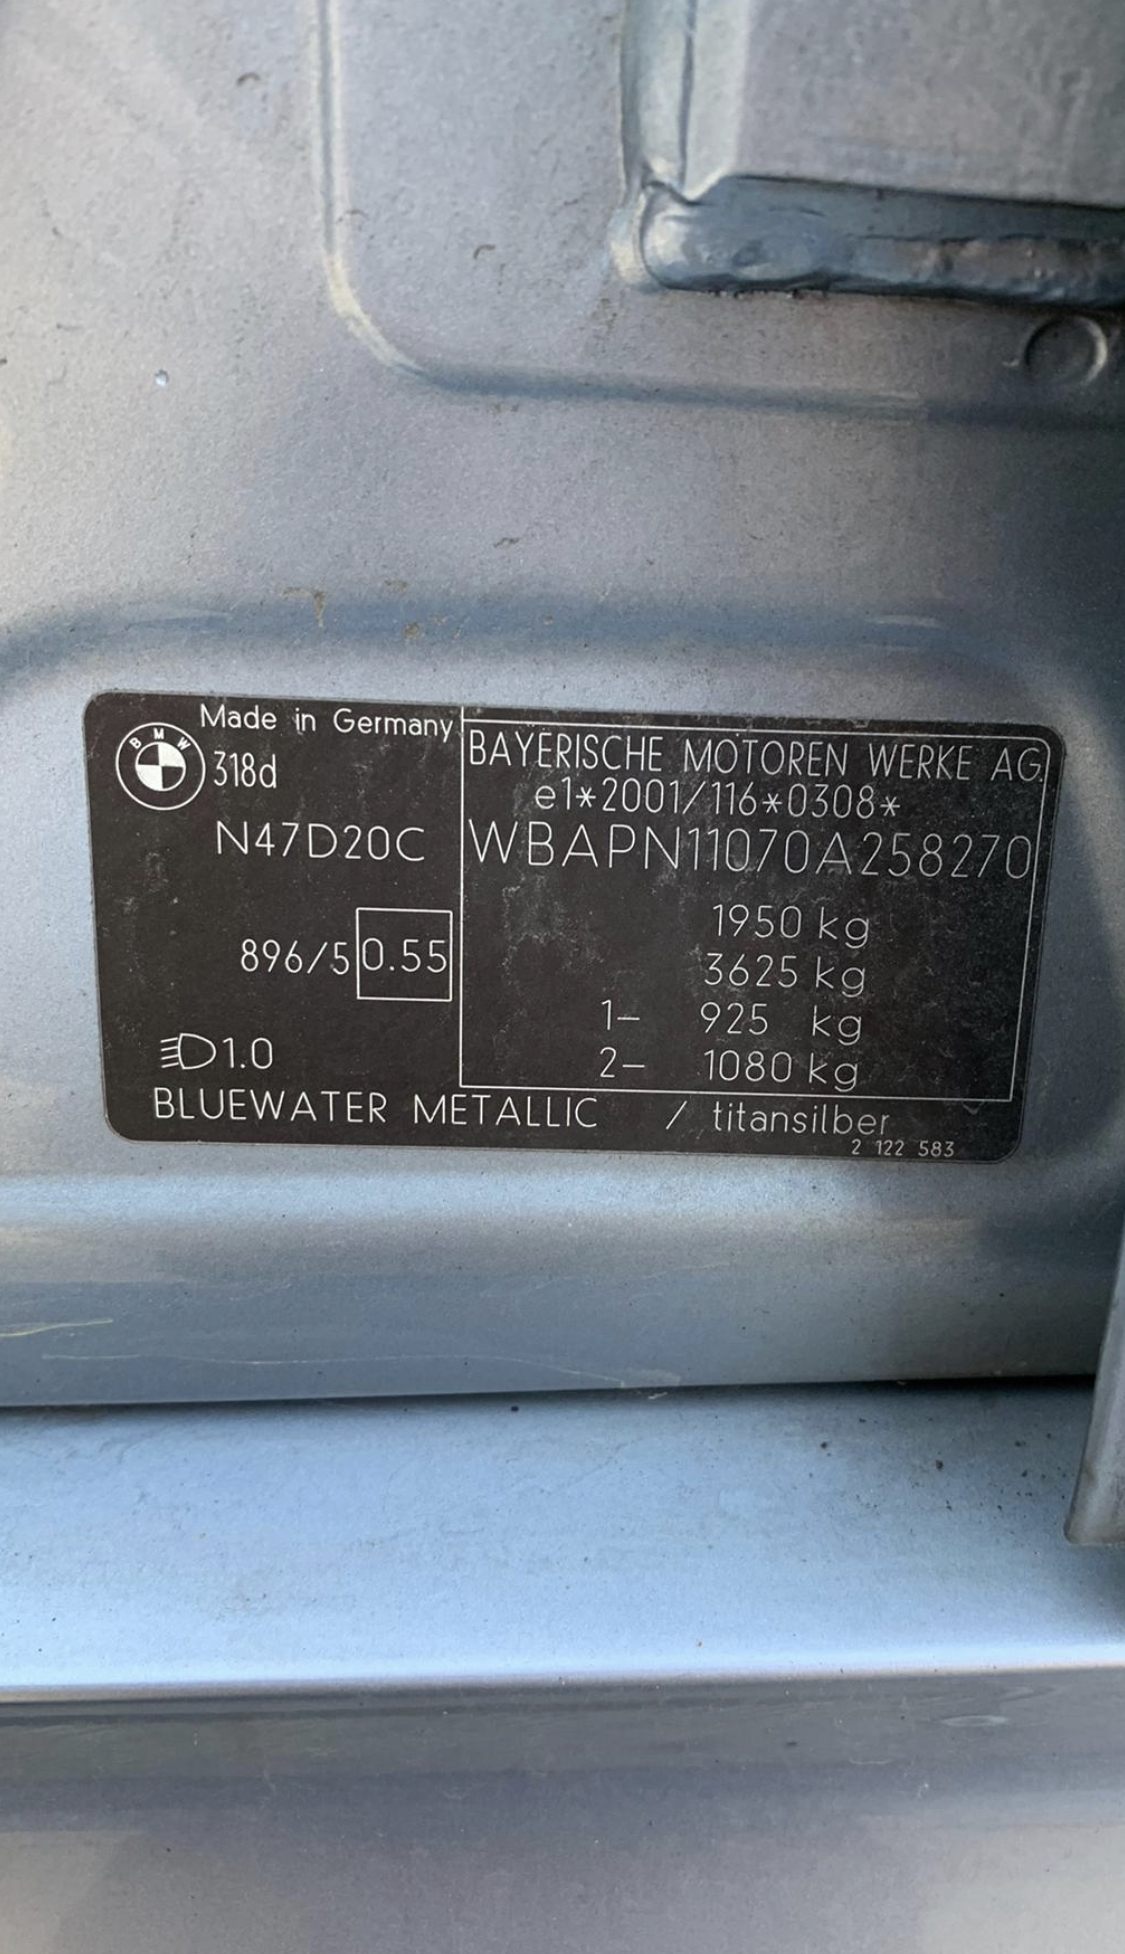 Made in Germany
BMW
318d
N47D20C
896/5 0.55
1.0
BAYERISCHE MOTOREN WERKE AG
e1*2001/116*0308*
WBAPN11070A258270
1950 kg
3625 kg
1– 925 kg
2– 1080 kg
BLUEWATER METALLIC / titansilber
2 122 583